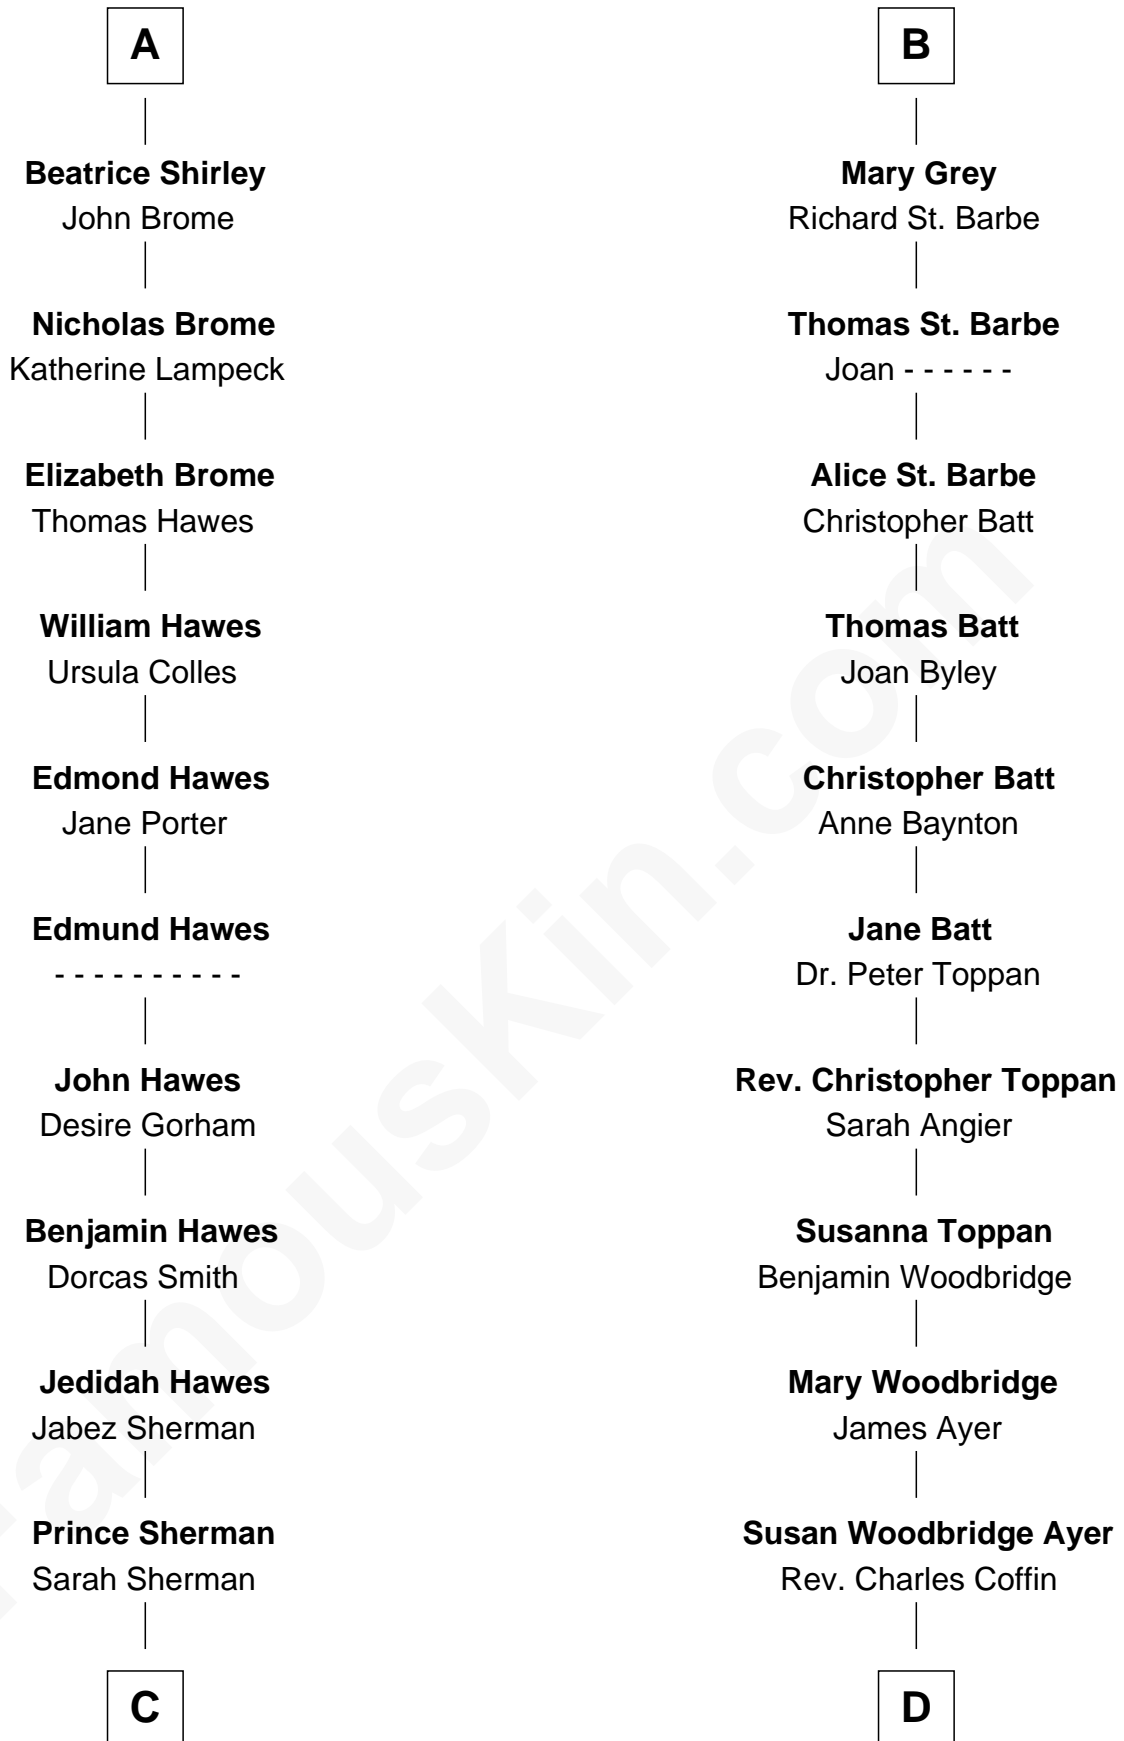 A
Beatrice Shirley
John Brome
Nicholas Brome
Katherine Lampeck
Elizabeth Brome
Thomas Hawes
William Hawes
Ursula Colles
Edmond Hawes
Jane Porter
Edmund Hawes
- - - - - - - - - -
John Hawes
Desire Gorham
Benjamin Hawes
Dorcas Smith
Jedidah Hawes
Jabez Sherman
Prince Sherman
Sarah Sherman
C
B
Mary Grey
Richard St. Barbe
Thomas St. Barbe
Joan - - - - - -
Alice St. Barbe
Christopher Batt
Thomas Batt
Joan Byley
Christopher Batt
Anne Baynton
Jane Batt
Dr. Peter Toppan
Rev. Christopher Toppan
Sarah Angier
Susanna Toppan
Benjamin Woodbridge
Mary Woodbridge
James Ayer
Susan Woodbridge Ayer
Rev. Charles Coffin
D
FamousKin.com